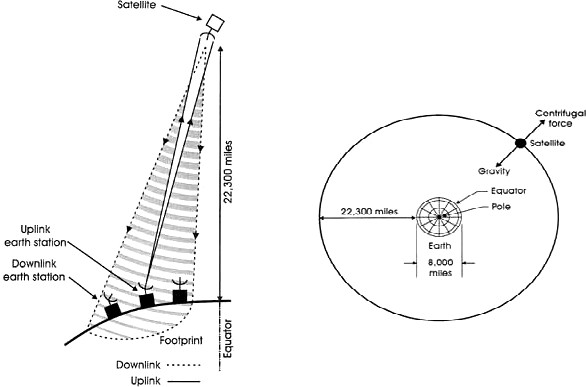 Satellite
22,300 miles
Uplink
earth station
Downlink
earth station
Footprint
Equator
Downlink
Uplink
Centrifugal
force
Satellite
Gravity
Equator
Pole
22,300 miles
Earth
8,000
miles